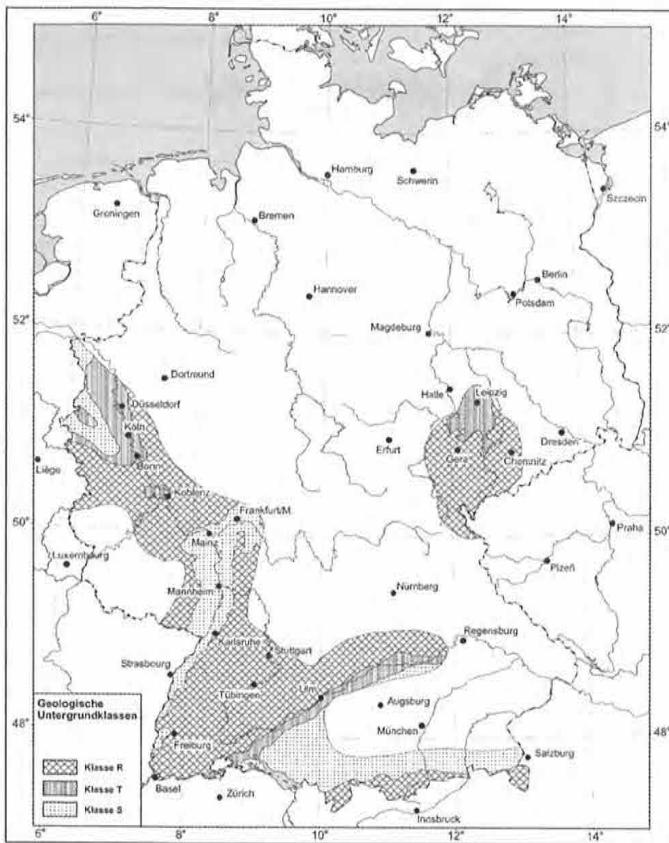 6°
8°
10°
12°
14°
54°
54°
Hamburg
Schwerin
Szczecin
Groningen
Bremen
Berlin
Hannover
Potsdam
52°
Magdeburg
52°
Dortmund
Halle
Leipzig
Düsseldorf
Köln
Erfurt
Dresden
Liège
Bonn
Gera
Chemnitz
Koblenz
Frankfurt/M.
50°
50°
Mainz
Praha
Luxembourg
Plzeň
Mannheim
Nürnberg
Karlsruhe
Regensburg
Stuttgart
Strasbourg
Tübingen
Ulm
Augsburg
Geologische
Untergrundklassen
48°
München
48°
Freiburg
Salzburg
Klasse R
Klasse T
Basel
Zürich
Klasse S
Innsbruck
6°
8°
10°
12°
14°